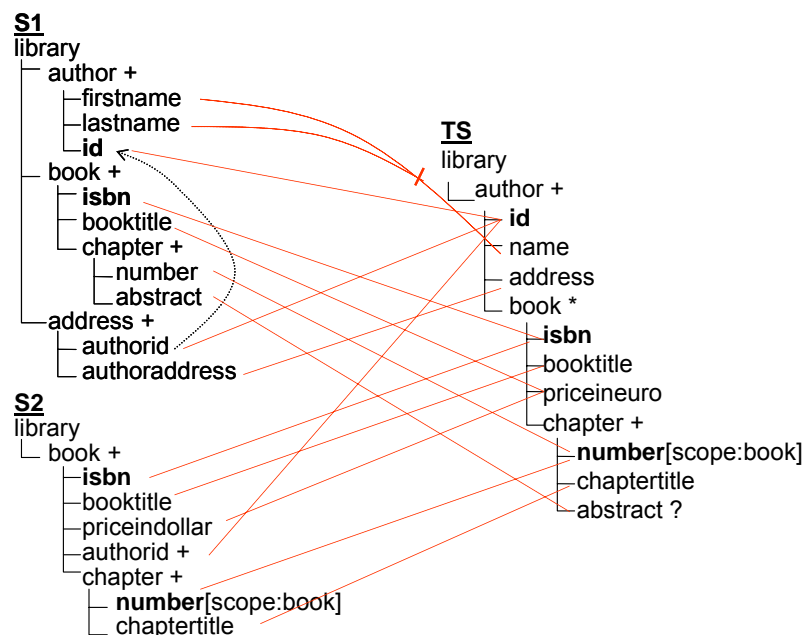 S1
library
author +
firstname
lastname
id
book +
isbn
booktitle
chapter +
number
abstract
address +
authorid
authoraddress
S2
library
book +
isbn
booktitle
priceindollar
authorid +
chapter +
number[scope:book]
chaptertitle
TS
library
author +
id
name
address
book *
isbn
booktitle
priceineuro
chapter +
number[scope:book]
chaptertitle
abstract ?